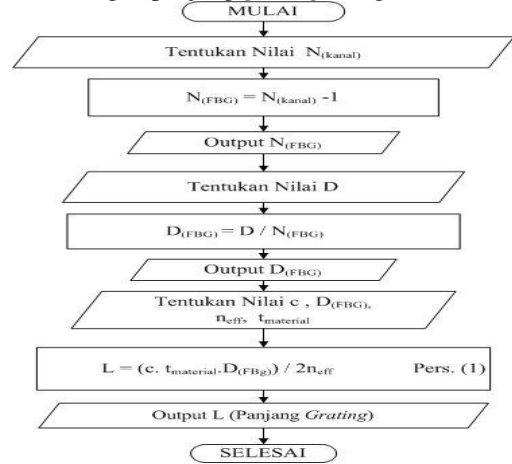 MULAI
Tentukan Nilai N(kanal)
N(FBG) = N(kanal) -1
Output N(FBG)
Tentukan Nilai D
D(FBG) = D / N(FBG)
Output D(FBG)
Tentukan Nilai c , D(FBG),
neff, tmaterial
L = (c. tmaterial.D(FBg)) / 2neff Pers. (1)
Output L (Panjang Grating)
SELESAI